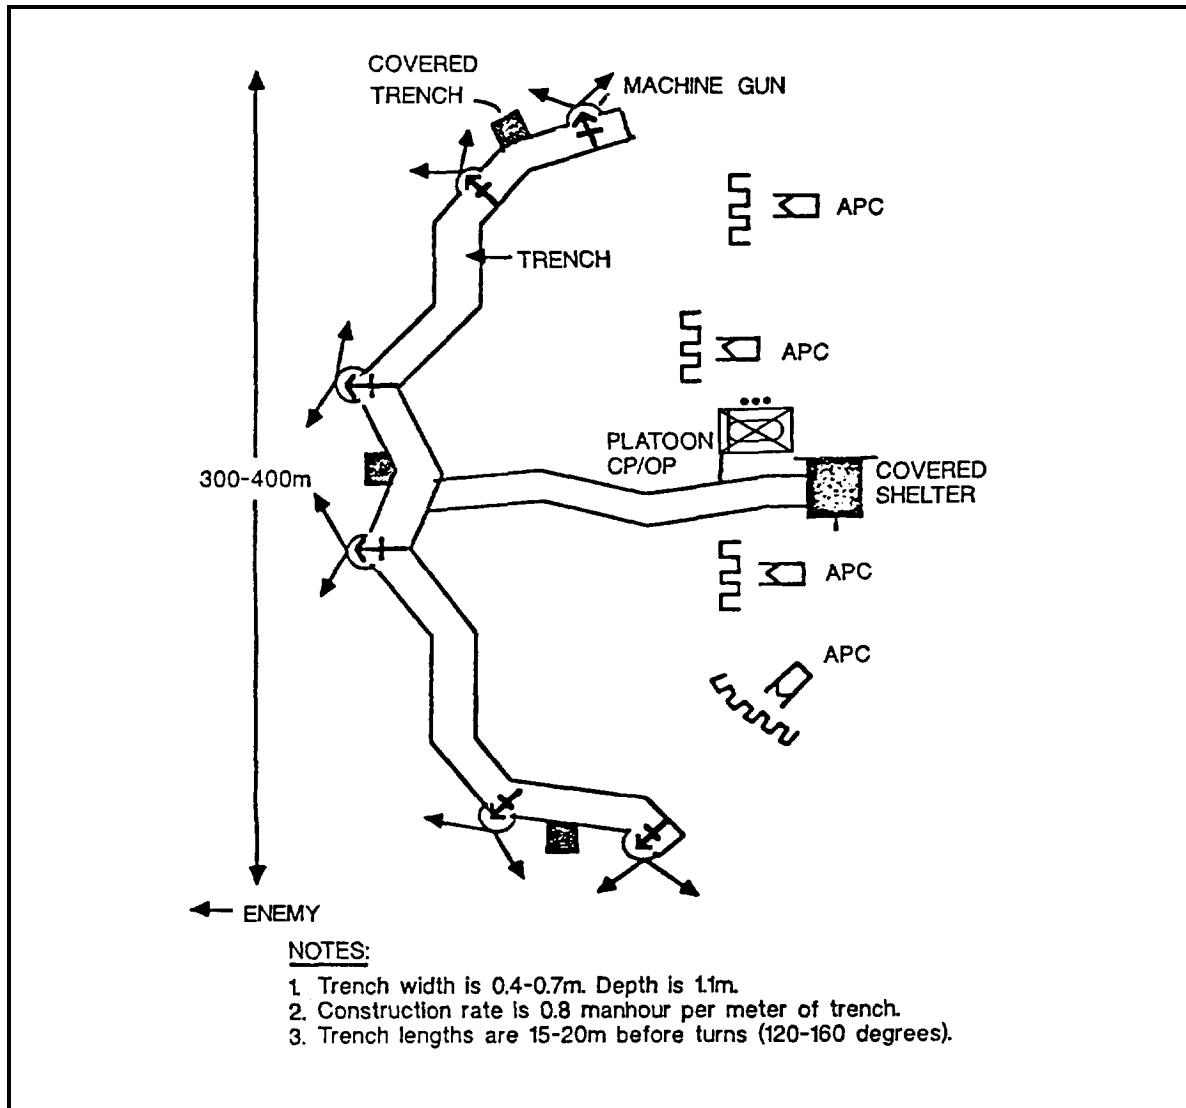 COVERED
TRENCH
MACHINE GUN
APC
TRENCH
APC
PLATOON
CP/OP
COVERED
SHELTER
300-400m
APC
APC
ENEMY
NOTES:
1. Trench width is 0.4-0.7m. Depth is 1.1m.
2. Construction rate is 0.8 manhour per meter of trench.
3. Trench lengths are 15-20m before turns (120-160 degrees).